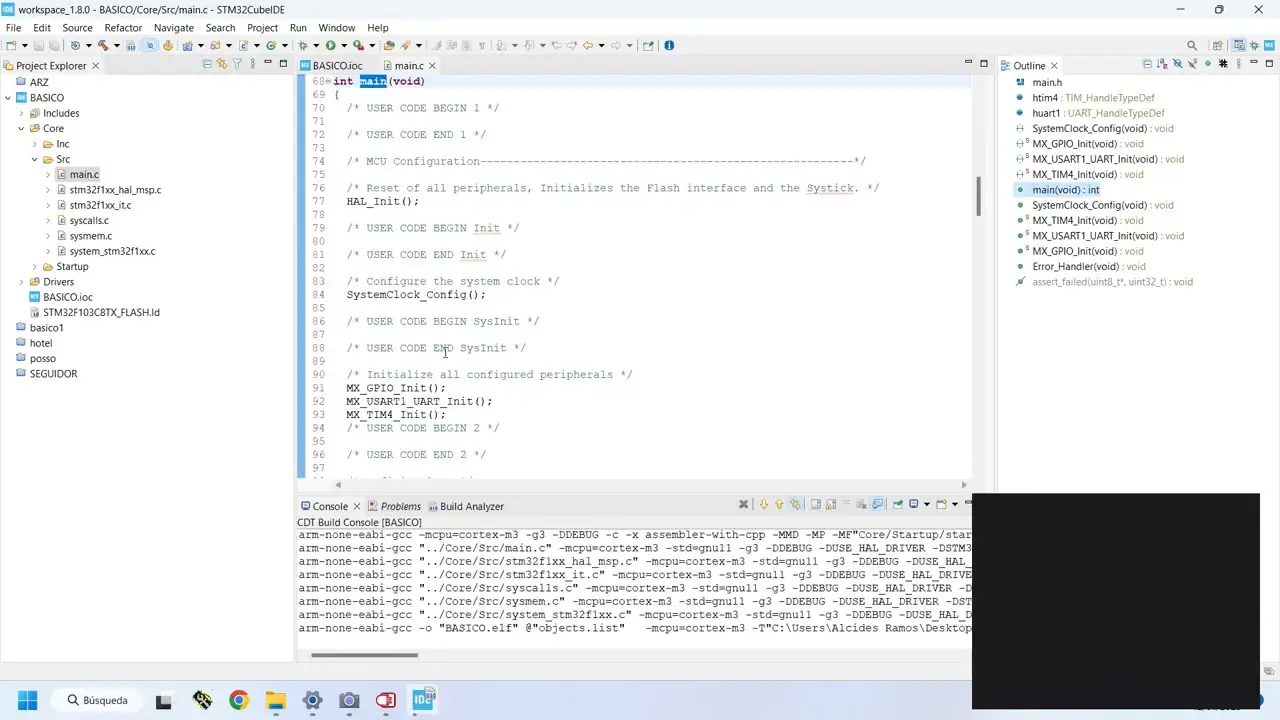 IDE workspace_1.8.0 - BASICO/Core/Src/main.c - STM32CubeIDE
File Edit Source Refactor Navigate Search Project Run Window Help
Project Explorer
ARZ
BASICO
Includes
Core
Inc
Src
main.c
stm32f1xx_hal_msp.c
stm32f1xx_it.c
syscalls.c
sysmem.c
system_stm32f1xx.c
Startup
Drivers
BASICO.ioc
STM32F103C8TX_FLASH.ld
basico1
hotel
posso
SEGUIDOR
BASICO.ioc main.c
68 int main(void)
69 {
70 /* USER CODE BEGIN 1 */
71
72 /* USER CODE END 1 */
73
74 /* MCU Configuration--------------------------------------------------------*/
75
76 /* Reset of all peripherals, Initializes the Flash interface and the Systick. */
77 HAL_Init();
78
79 /* USER CODE BEGIN Init */
80
81 /* USER CODE END Init */
82
83 /* Configure the system clock */
84 SystemClock_Config();
85
86 /* USER CODE BEGIN SysInit */
87
88 /* USER CODE END SysInit */
89
90 /* Initialize all configured peripherals */
91 MX_GPIO_Init();
92 MX_USART1_UART_Init();
93 MX_TIM4_Init();
94 /* USER CODE BEGIN 2 */
95
96 /* USER CODE END 2 */
97
Console Problems Build Analyzer
CDT Build Console [BASICO]
arm-none-eabi-gcc -mcpu=cortex-m3 -g3 -DDEBUG -c -x assembler-with-cpp -MMD -MP -MF"Core/Startup/star
arm-none-eabi-gcc "../Core/Src/main.c" -mcpu=cortex-m3 -std=gnu11 -g3 -DDEBUG -DUSE_HAL_DRIVER -DSTM3
arm-none-eabi-gcc "../Core/Src/stm32f1xx_hal_msp.c" -mcpu=cortex-m3 -std=gnu11 -g3 -DDEBUG -DUSE_HAL_
arm-none-eabi-gcc "../Core/Src/stm32f1xx_it.c" -mcpu=cortex-m3 -std=gnu11 -g3 -DDEBUG -DUSE_HAL_DRIVE
arm-none-eabi-gcc "../Core/Src/syscalls.c" -mcpu=cortex-m3 -std=gnu11 -g3 -DDEBUG -DUSE_HAL_DRIVER -D
arm-none-eabi-gcc "../Core/Src/sysmem.c" -mcpu=cortex-m3 -std=gnu11 -g3 -DDEBUG -DUSE_HAL_DRIVER -DST
arm-none-eabi-gcc "../Core/Src/system_stm32f1xx.c" -mcpu=cortex-m3 -std=gnu11 -g3 -DDEBUG -DUSE_HAL_D
arm-none-eabi-gcc -o "BASICO.elf" @"objects.list" -mcpu=cortex-m3 -T"C:\Users\Alcides Ramos\Desktop
Outline
main.h
htim4 : TIM_HandleTypeDef
huart1 : UART_HandleTypeDef
SystemClock_Config(void) : void
MX_GPIO_Init(void) : void
MX_USART1_UART_Init(void) : void
MX_TIM4_Init(void) : void
main(void) : int
SystemClock_Config(void) : void
MX_TIM4_Init(void) : void
MX_USART1_UART_Init(void) : void
MX_GPIO_Init(void) : void
Error_Handler(void) : void
assert_failed(uint8_t*, uint32_t) : void
Búsqueda
IDE